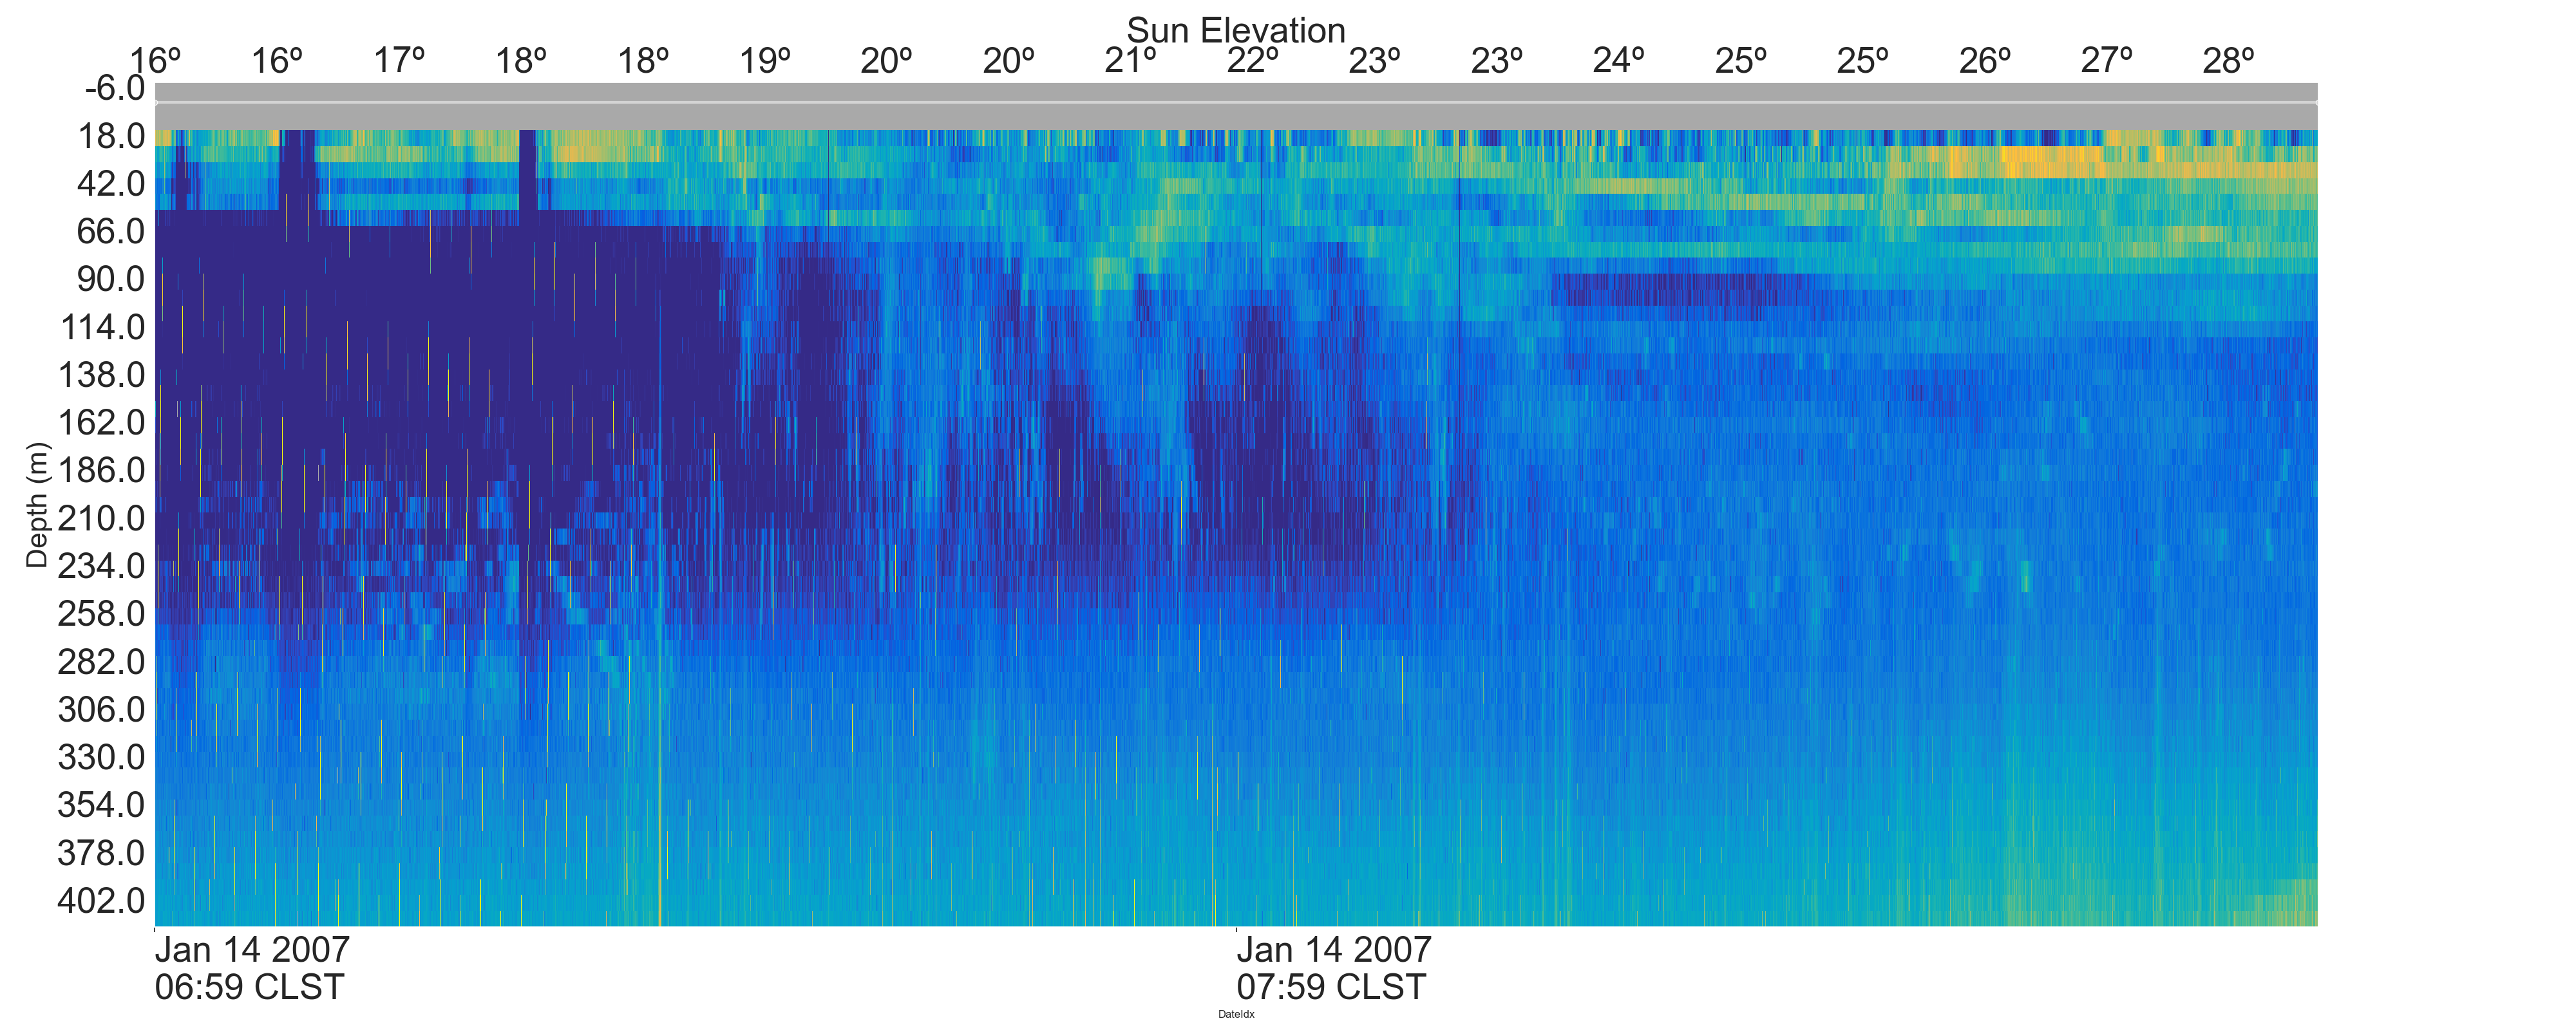 Sun Elevation
16º 16º 17º 18º 18º 19º 20º 20º 21º 22º 23º 23º 24º 25º 25º 26º 27º 28º
-6.0
18.0
42.0
66.0
90.0
114.0
138.0
162.0
186.0
210.0
234.0
258.0
282.0
306.0
330.0
354.0
378.0
402.0
Depth (m)
Jan 14 2007
06:59 CLST
Jan 14 2007
07:59 CLST
DateIdx